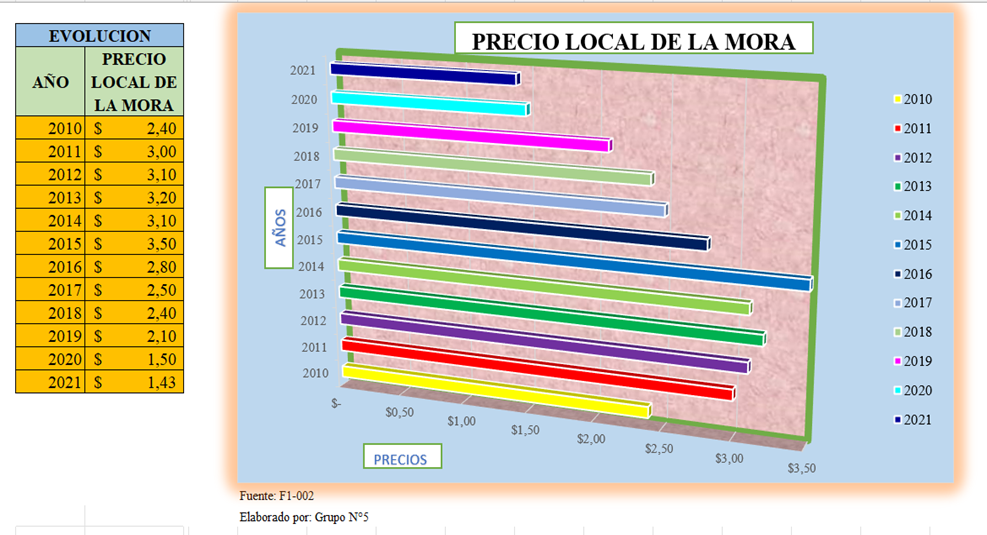 EVOLUCION
AÑO
PRECIO
LOCAL DE
LA MORA
2010 $ 2,40
2011 $ 3,00
2012 $ 3,10
2013 $ 3,20
2014 $ 3,10
2015 $ 3,50
2016 $ 2,80
2017 $ 2,50
2018 $ 2,40
2019 $ 2,10
2020 $ 1,50
2021 $ 1,43
PRECIO LOCAL DE LA MORA
AÑOS
2021
2020
2019
2018
2017
2016
2015
2014
2013
2012
2011
2010
$- $0,50 $1,00 $1,50 $2,00 $2,50 $3,00 $3,50
PRECIOS
2010
2011
2012
2013
2014
2015
2016
2017
2018
2019
2020
2021
Fuente: F1-002
Elaborado por: Grupo N°5